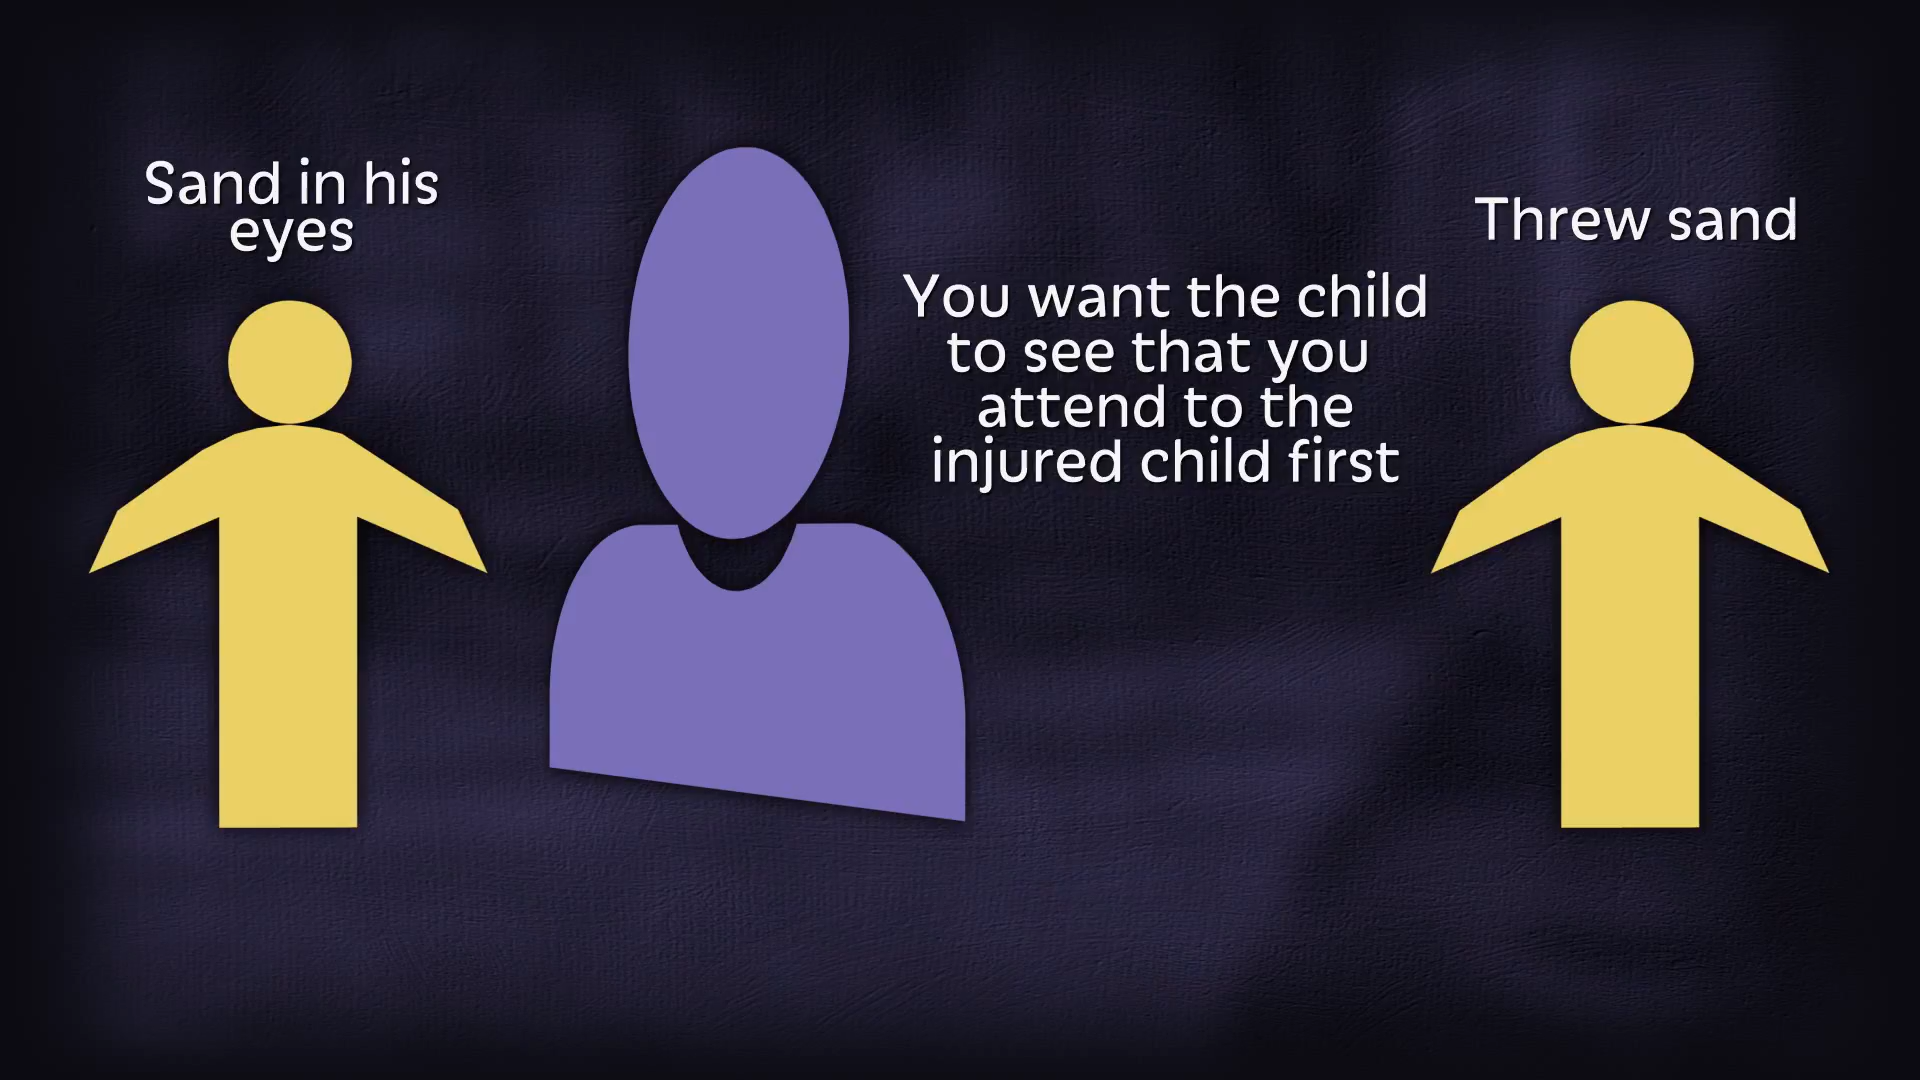 Sand in his
eyes
You want the child
to see that you
attend to the
injured child first
Threw sand